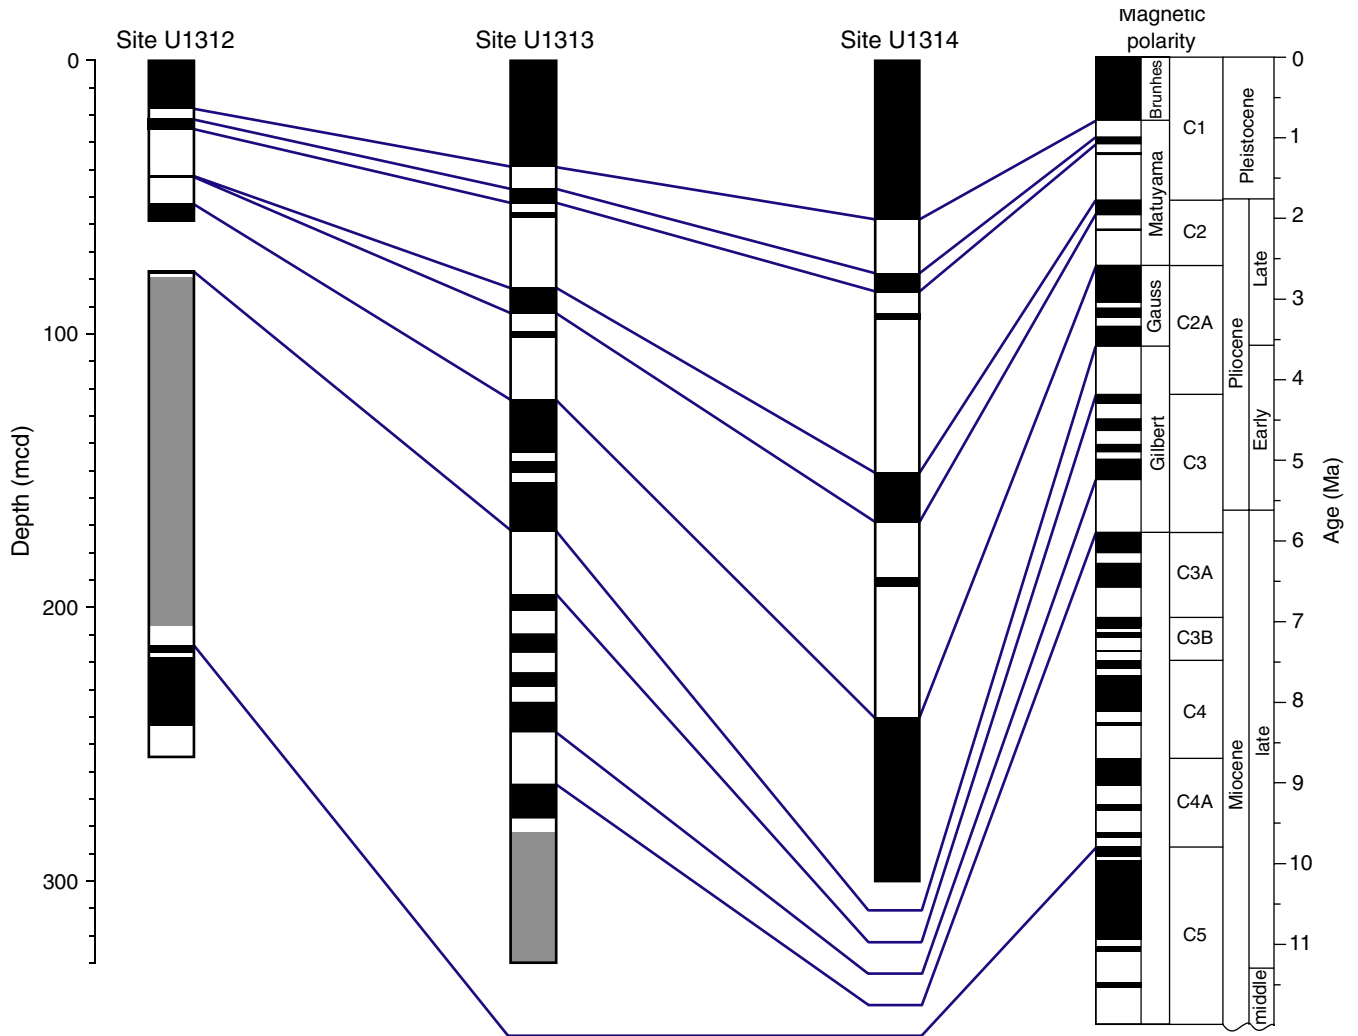 Magnetic
polarity
Site U1312
Site U1313
Site U1314
Depth (mcd)
0
100
200
300
Brunhes
Matuyama
Gauss
Gilbert
C1
C2
C2A
C3
C3A
C3B
C4
C4A
C5
Pleistocene
Pliocene
Miocene
Late
Early
late
middle
0
1
2
3
4
5
6
7
8
9
10
11
Age (Ma)